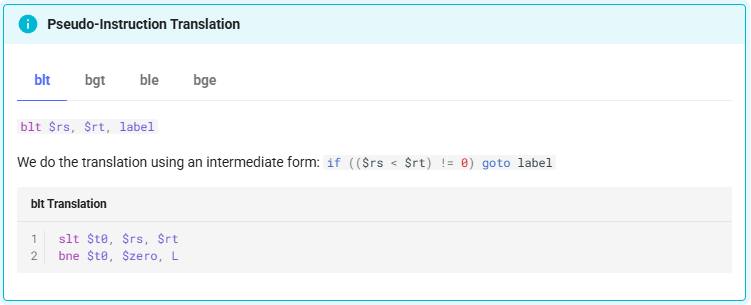 Pseudo-Instruction Translation
blt bgt ble bge
blt $rs, $rt, label
We do the translation using an intermediate form: if (($rs < $rt) != 0) goto label
blt Translation
1 slt $t0, $rs, $rt
2 bne $t0, $zero, L